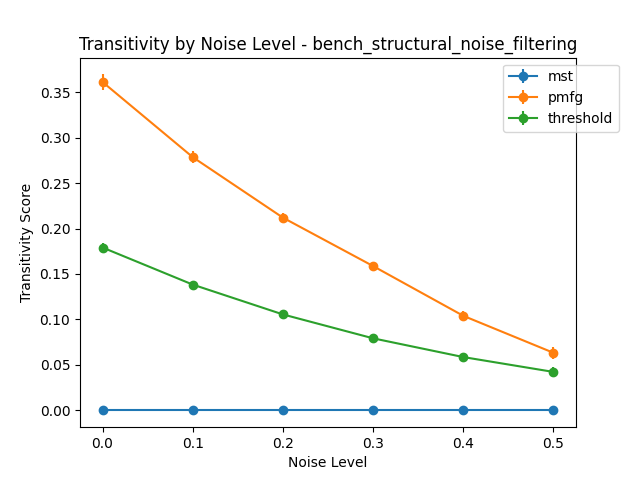 Transitivity by Noise Level - bench_structural_noise_filtering
mst
pmfg
threshold
Transitivity Score
0.35
0.30
0.25
0.20
0.15
0.10
0.05
0.00
0.0 0.1 0.2 0.3 0.4 0.5
Noise Level